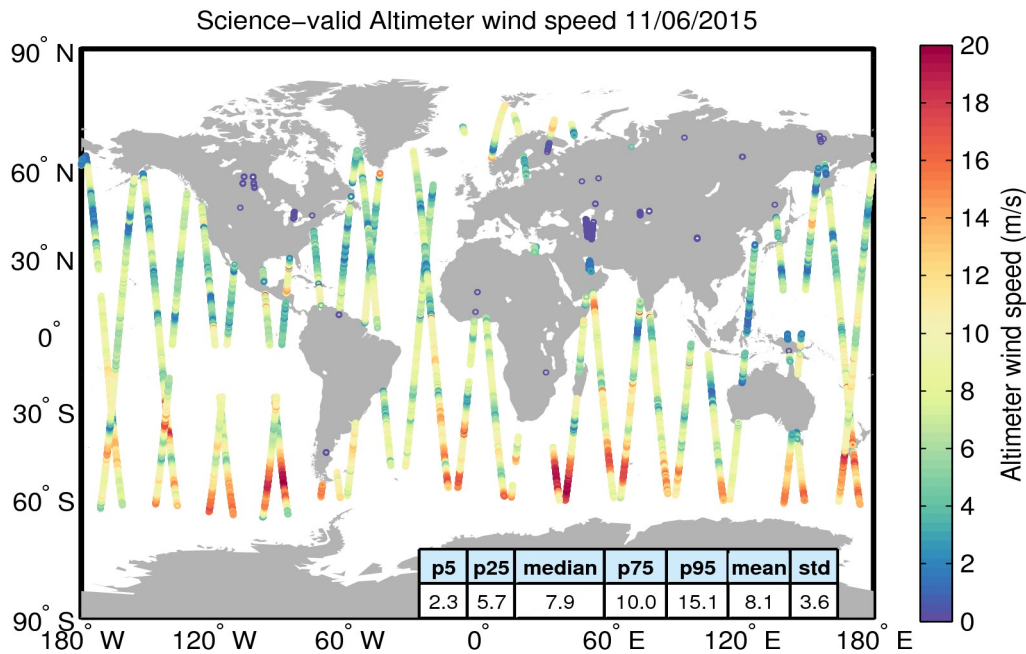 Science−valid Altimeter wind speed 11/06/2015
90° N
60° N
30° N
0°
30° S
60° S
90° S
180° W
120° W
60° W
0°
60° E
120° E
180° E
p5 p25 median p75 p95 mean std
2.3 5.7 7.9 10.0 15.1 8.1 3.6
20
18
16
14
12
10
8
6
4
2
0
Altimeter wind speed (m/s)